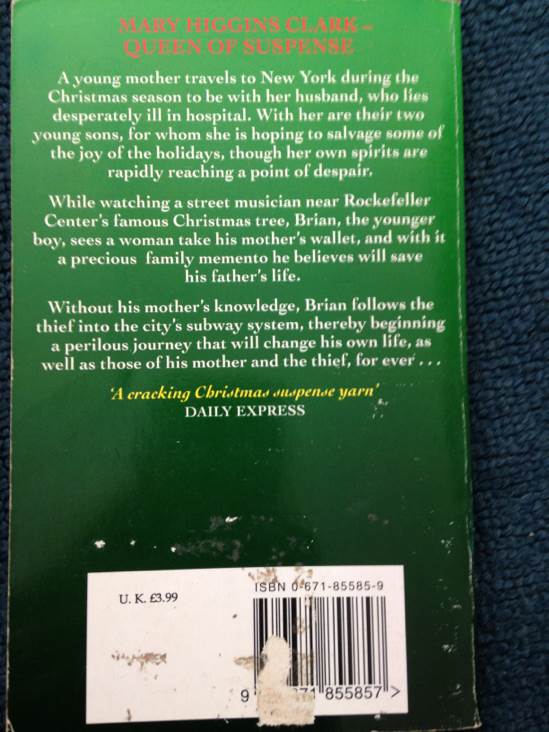 MARY HIGGINS CLARK –
QUEEN OF SUSPENSE
A young mother travels to New York during the
Christmas season to be with her husband, who lies
desperately ill in hospital. With her are their two
young sons, for whom she is hoping to salvage some of
the joy of the holidays, though her own spirits are
rapidly reaching a point of despair.
While watching a street musician near Rockefeller
Center's famous Christmas tree, Brian, the younger
boy, sees a woman take his mother's wallet, and with it
a precious family memento he believes will save
his father's life.
Without his mother's knowledge, Brian follows the
thief into the city's subway system, thereby beginning
a perilous journey that will change his own life, as
well as those of his mother and the thief, for ever . . .
'A cracking Christmas suspense yarn'
DAILY EXPRESS
U. K. £3.99
ISBN 0-671-85585-9
9 71 855857 >